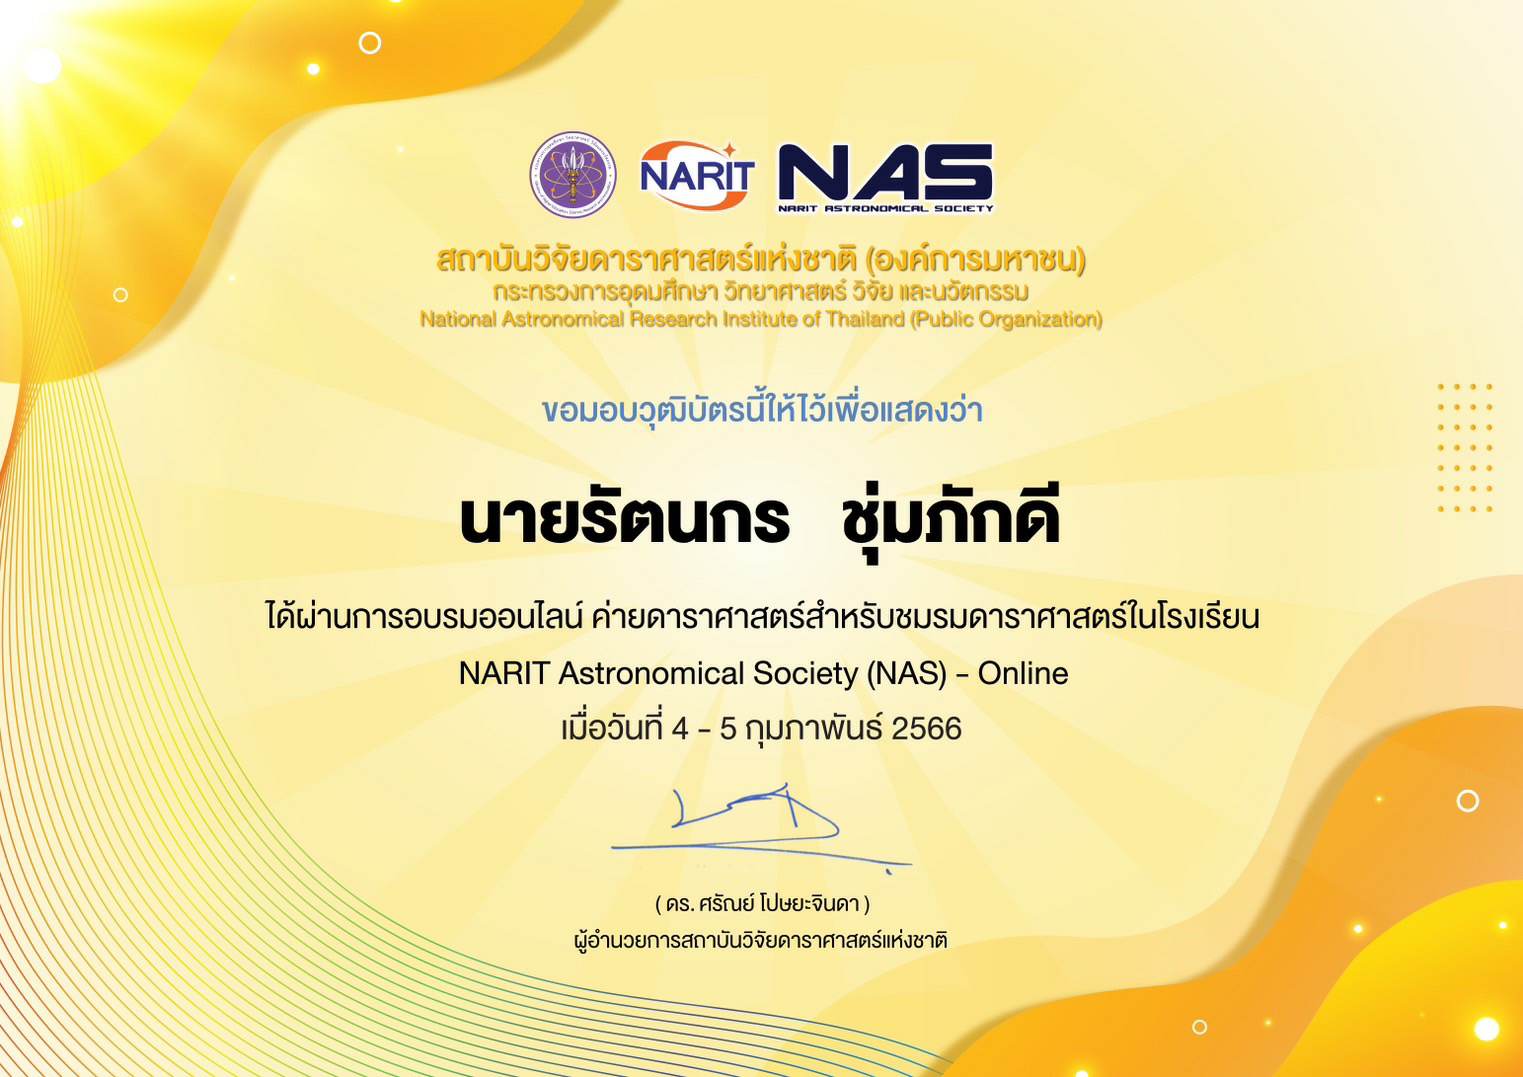 NARIT
NAS
NARIT ASTRONOMICAL SOCIETY
สถาบันวิจัยดาราศาสตร์แห่งชาติ (องค์การมหาชน)
กระทรวงการอุดมศึกษา วิทยาศาสตร์ วิจัย และนวัตกรรม
National Astronomical Research Institute of Thailand (Public Organization)
ขอมอบวุฒิบัตรนี้ให้ไว้เพื่อแสดงว่า
นายรัตนกร ชุ่มภักดี
ได้ผ่านการอบรมออนไลน์ ค่ายดาราศาสตร์สำหรับชมรมดาราศาสตร์ในโรงเรียน
NARIT Astronomical Society (NAS) - Online
เมื่อวันที่ 4 - 5 กุมภาพันธ์ 2566
( ดร. ศรัณย์ โปษยะจินดา )
ผู้อำนวยการสถาบันวิจัยดาราศาสตร์แห่งชาติ